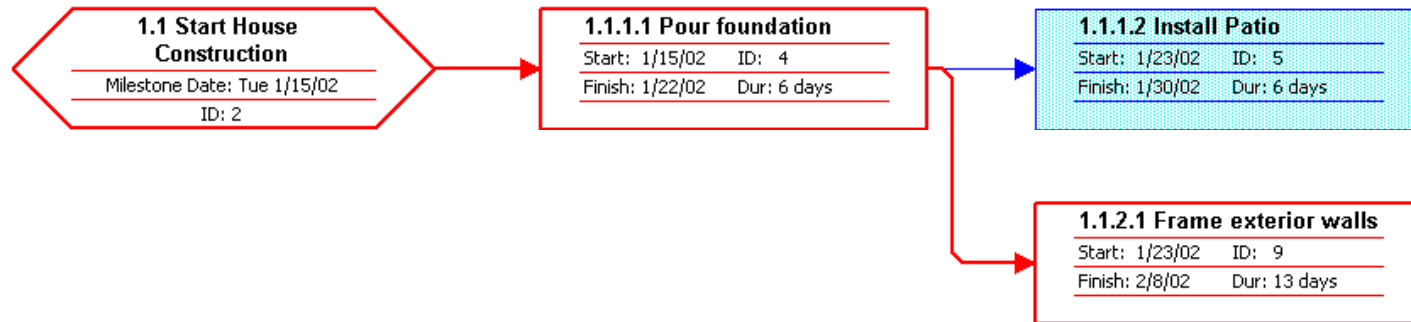 1.1 Start House
Construction
Milestone Date: Tue 1/15/02
ID: 2
1.1.1.1 Pour foundation
Start: 1/15/02 ID: 4
Finish: 1/22/02 Dur: 6 days
1.1.1.2 Install Patio
Start: 1/23/02 ID: 5
Finish: 1/30/02 Dur: 6 days
1.1.2.1 Frame exterior walls
Start: 1/23/02 ID: 9
Finish: 2/8/02 Dur: 13 days